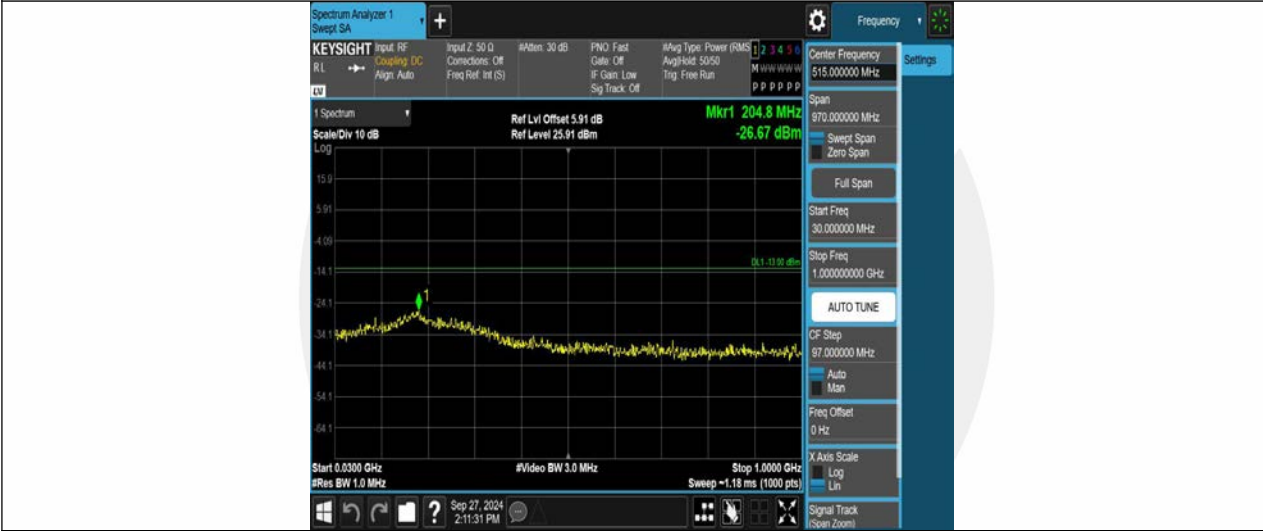 Spectrum Analyzer 1
Swept SA
+
Frequency
KEYSIGHT
RL
LV
Input: RF
Coupling: DC
Align: Auto
Input Z: 50 Ω
Corrections: Off
Freq Ref: Int (S)
#Atten: 30 dB
PNO: Fast
Gate: Off
IF Gain: Low
Sig Track: Off
#Avg Type: Power (RMS
Avg|Hold: 50/50
Trig: Free Run
1 2 3 4 5 6
M W W W W W
P P P P P P
Center Frequency
515.000000 MHz
Settings
1 Spectrum
Scale/Div 10 dB
Ref Lvl Offset 5.91 dB
Ref Level 25.91 dBm
Mkr1 204.8 MHz
-26.67 dBm
Log
15.9
5.91
-4.09
-14.1
-24.1
-34.1
-44.1
-54.1
-64.1
DL1 -13.00 dBm
1
Start 0.0300 GHz
#Res BW 1.0 MHz
#Video BW 3.0 MHz
Stop 1.0000 GHz
Sweep ~1.18 ms (1000 pts)
Span
970.000000 MHz
Swept Span
Zero Span
Full Span
Start Freq
30.000000 MHz
Stop Freq
1.000000000 GHz
AUTO TUNE
CF Step
97.000000 MHz
Auto
Man
Freq Offset
0 Hz
X Axis Scale
Log
Lin
Signal Track
(Span Zoom)
?
Sep 27, 2024
2:11:31 PM